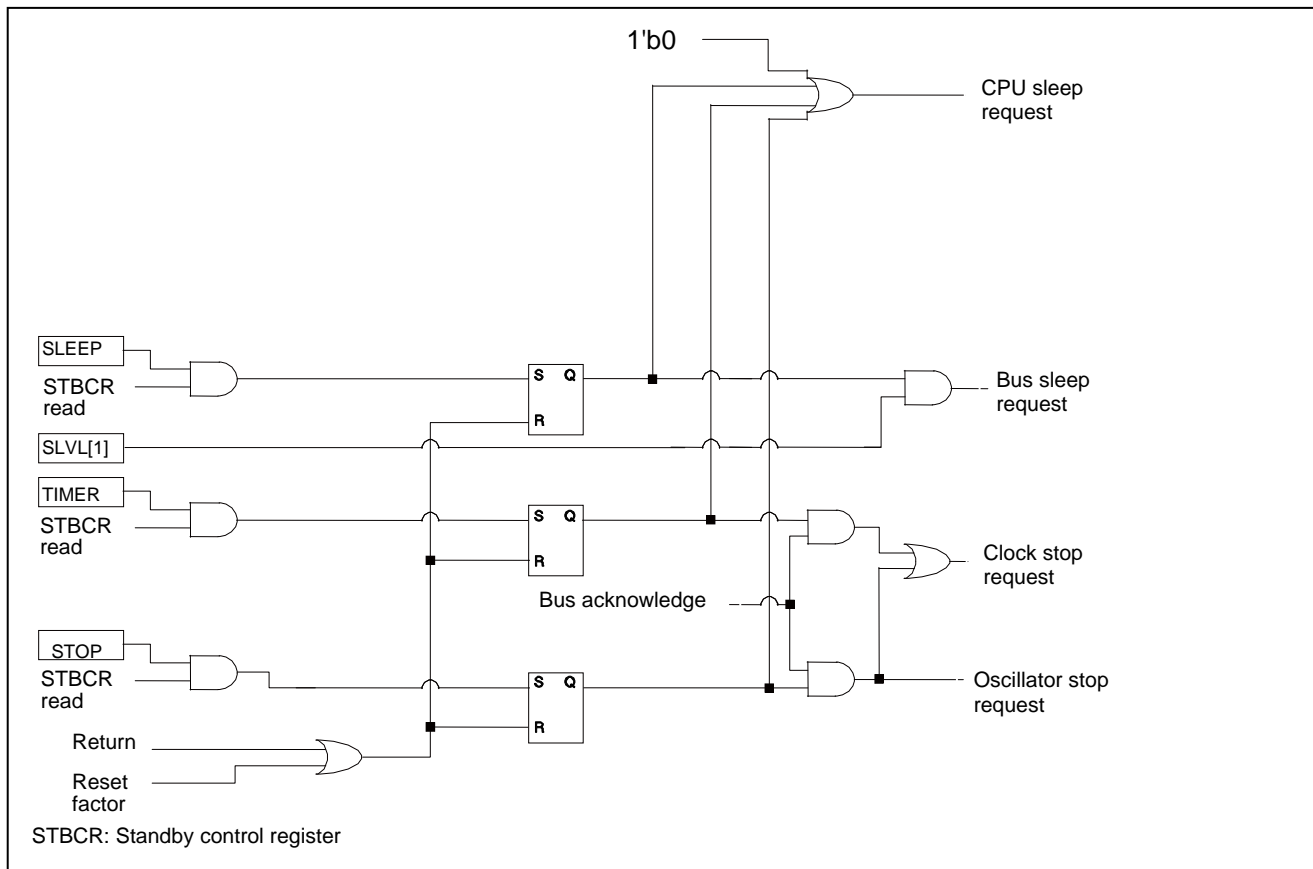 1'b0
CPU sleep
request
SLEEP
STBCR
read
S Q
R
Bus sleep
request
SLVL[1]
TIMER
STBCR
read
S Q
R
Clock stop
request
Bus acknowledge
STOP
STBCR
read
S Q
R
Oscillator stop
request
Return
Reset
factor
STBCR: Standby control register